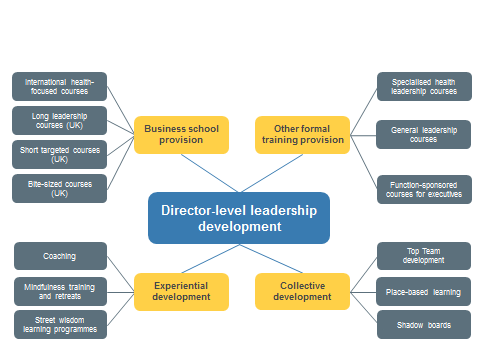 International health-
focused courses
Long leadership
courses (UK)
Short targeted courses
(UK)
Bite-sized courses
(UK)
Business school
provision
Other formal
training provision
Specialised health
leadership courses
General leadership
courses
Function-sponsored
courses for executives
Director-level leadership
development
Coaching
Mindfulness training
and retreats
Street wisdom
learning programmes
Experiential
development
Collective
development
Top Team
development
Place-based learning
Shadow boards